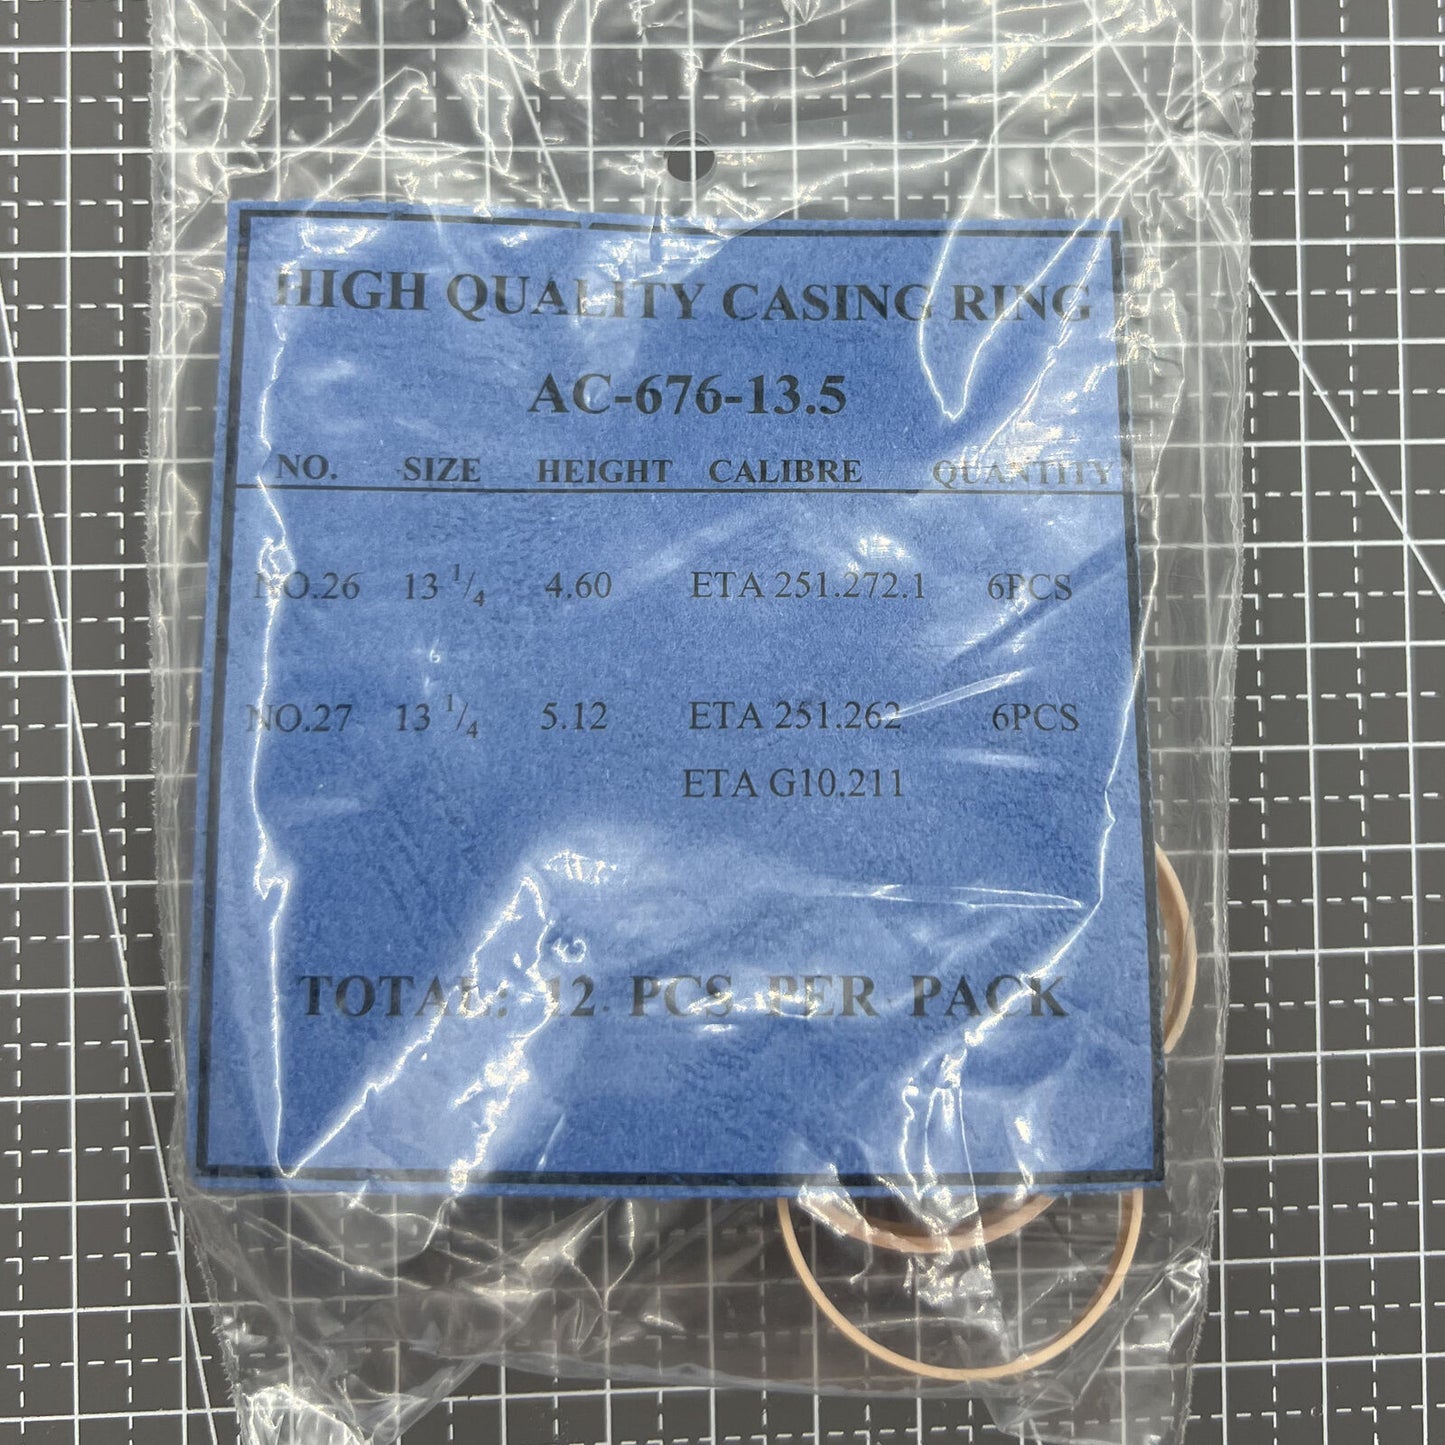 HIGH QUALITY CASING RING
AC-676-13.5
NO. SIZE HEIGHT CALIBRE QUANTITY
NO.26 13 1/4 4.60 ETA 251.272.1 6PCS
NO.27 13 1/4 5.12 ETA 251.262 6PCS
ETA G10.211
TOTAL: 12 PCS PER PACK